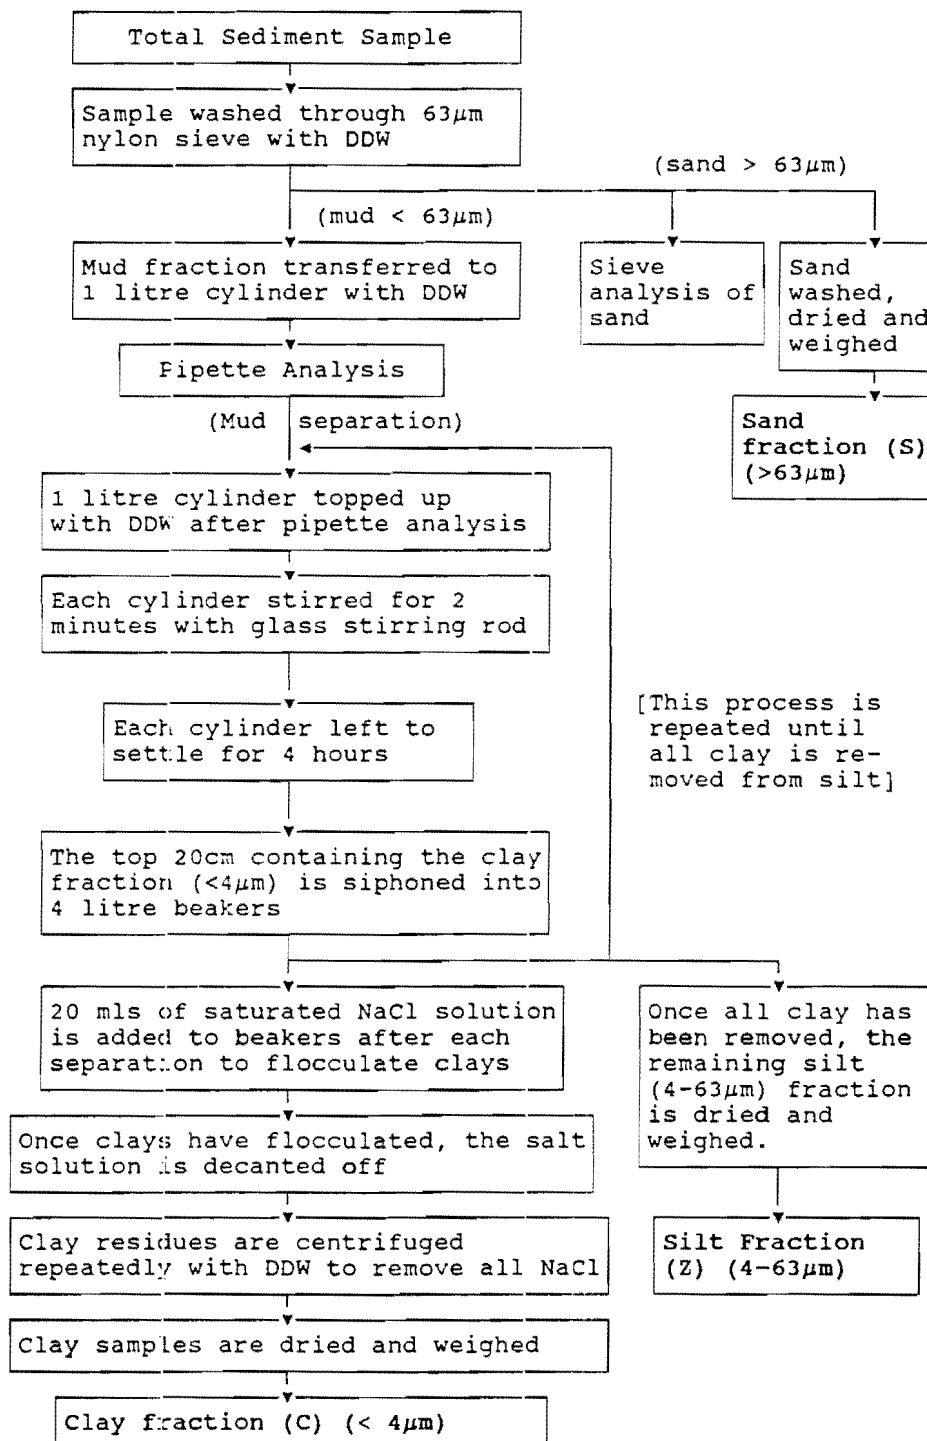 Total Sediment Sample
Sample washed through 63μm
nylon sieve with DDW
(sand > 63μm)
(mud < 63μm)
Mud fraction transferred to
1 litre cylinder with DDW
Sieve
analysis of
sand
Sand
washed,
dried and
weighed
Pipette Analysis
(Mud separation)
Sand
fraction (S)
(>63μm)
1 litre cylinder topped up
with DDW after pipette analysis
Each cylinder stirred for 2
minutes with glass stirring rod
Each cylinder left to
settle for 4 hours
[This process is
repeated until
all clay is re-
moved from silt]
The top 20cm containing the clay
fraction (<4μm) is siphoned into
4 litre beakers
20 mls of saturated NaCl solution
is added to beakers after each
separation to flocculate clays
Once all clay has
been removed, the
remaining silt
(4-63μm) fraction
is dried and
weighed.
Once clays have flocculated, the salt
solution is decanted off
Clay residues are centrifuged
repeatedly with DDW to remove all NaCl
Silt Fraction
(Z) (4-63μm)
Clay samples are dried and weighed
Clay fraction (C) (< 4μm)